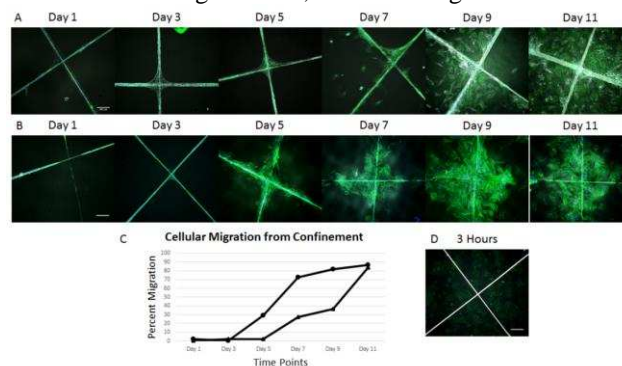 A Day 1 Day 3 Day 5 Day 7 Day 9 Day 11
B Day 1 Day 3 Day 5 Day 7 Day 9 Day 11
C Cellular Migration from Confinement
D 3 Hours
Percent Migration
100
90
80
70
60
50
40
30
20
10
0
Day 1 Day 3 Day 5 Day 7 Day 9 Day 11
Time Points